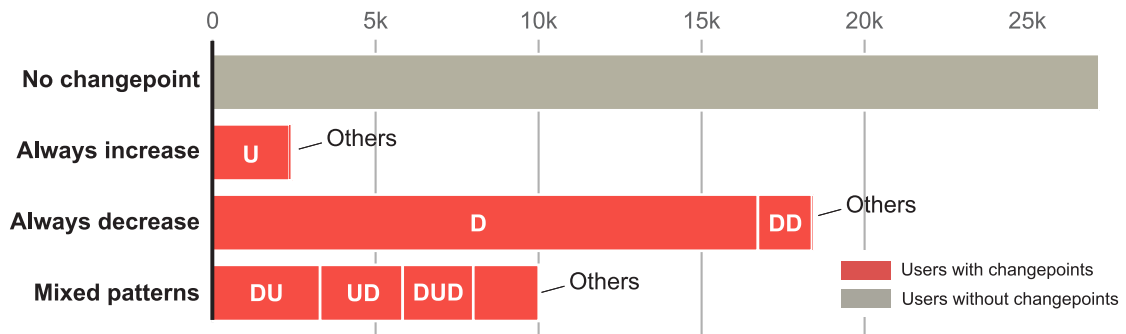 0 5k 10k 15k 20k 25k
No changepoint
Always increase U Others
Always decrease D DD Others
Mixed patterns DU UD DUD Others
Users with changepoints
Users without changepoints